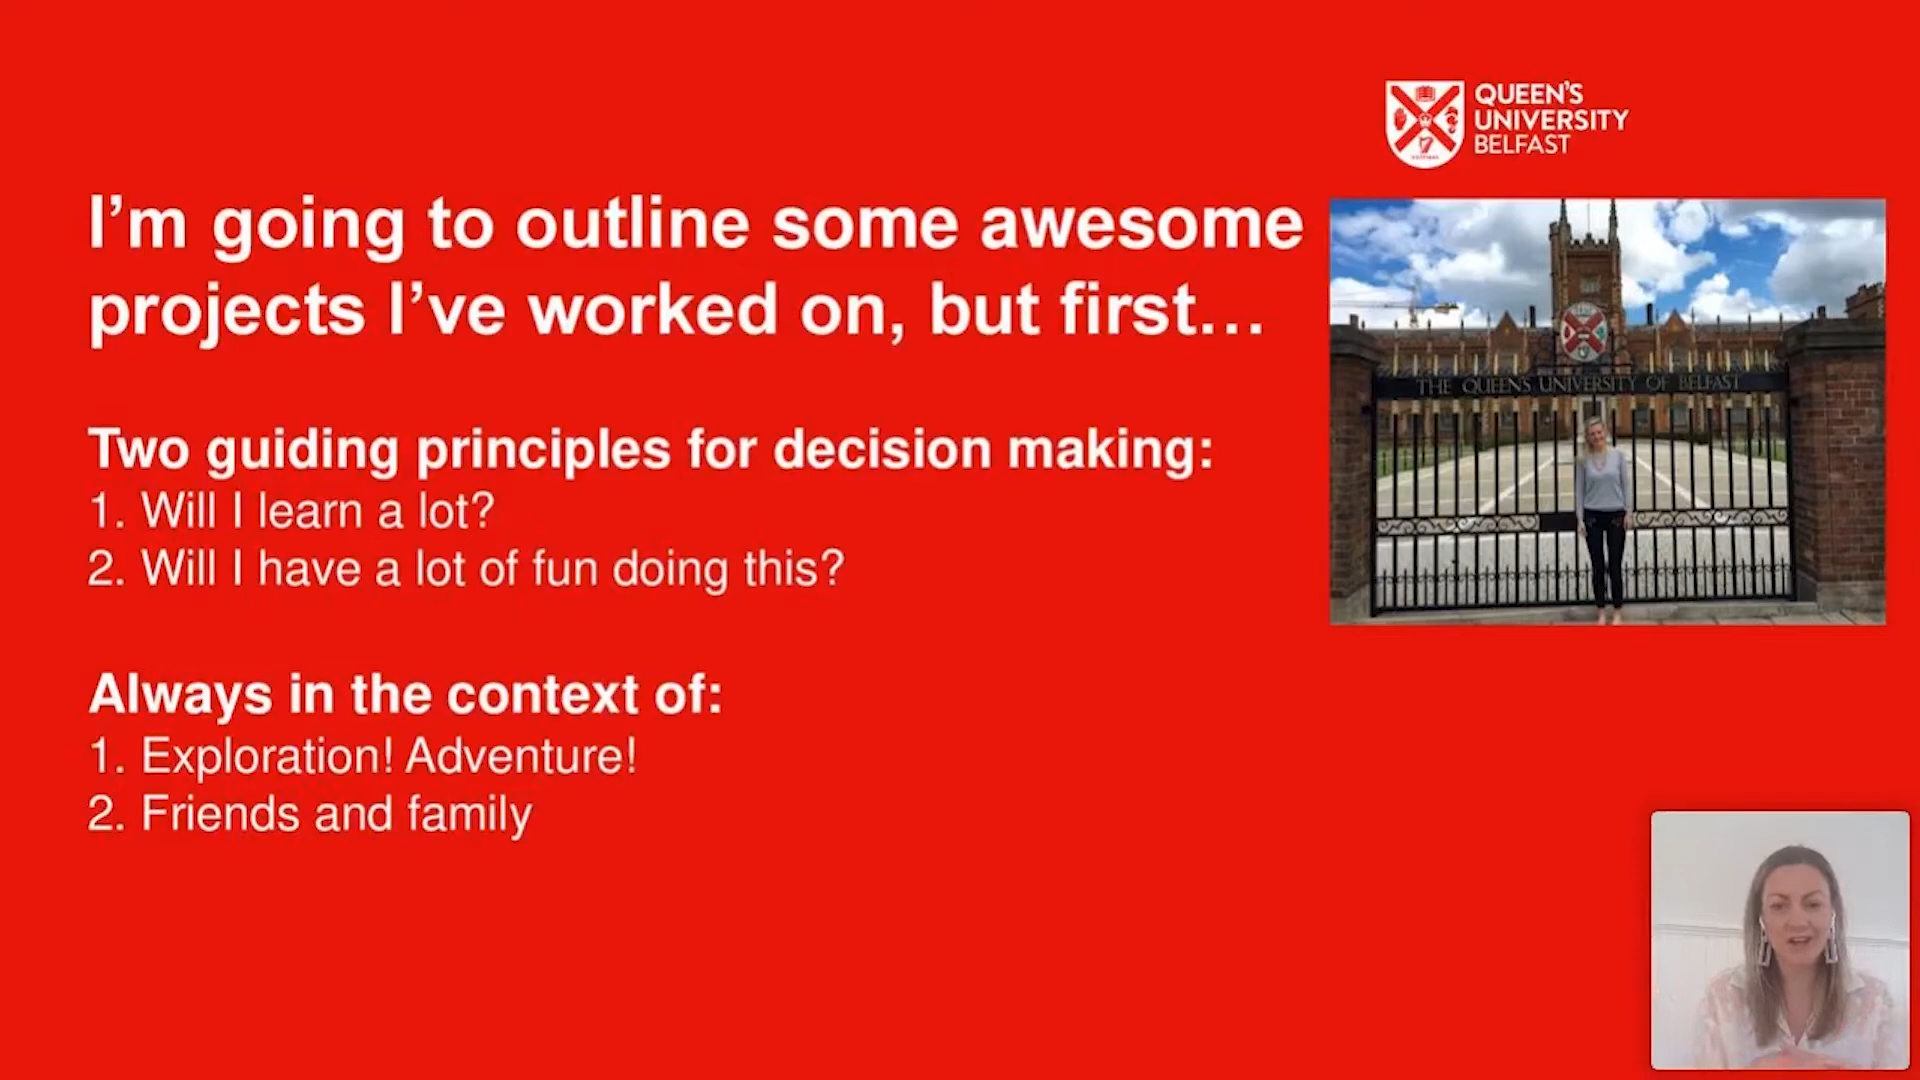 QUEEN'S
UNIVERSITY
BELFAST
I'm going to outline some awesome
projects I've worked on, but first…
THE QUEEN'S UNIVERSITY OF BELFAST
Two guiding principles for decision making:
1. Will I learn a lot?
2. Will I have a lot of fun doing this?
Always in the context of:
1. Exploration! Adventure!
2. Friends and family